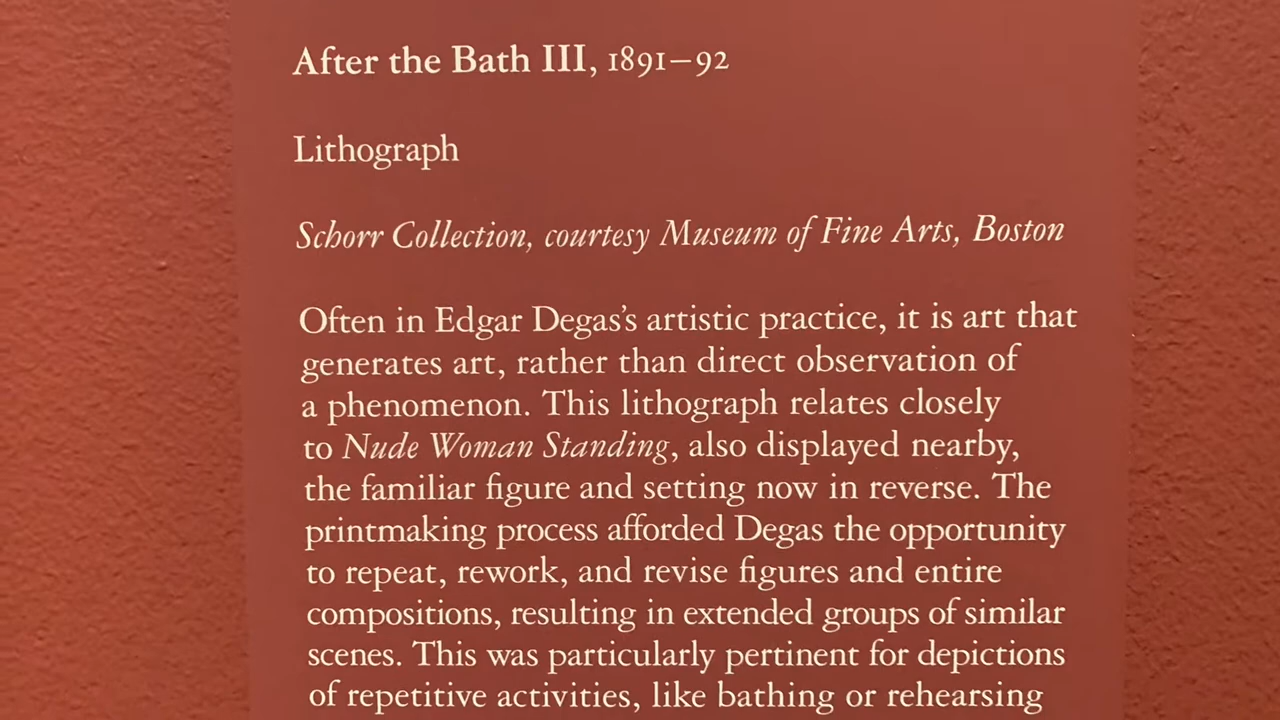 After the Bath III, 1891–92
Lithograph
Schorr Collection, courtesy Museum of Fine Arts, Boston
Often in Edgar Degas’s artistic practice, it is art that
generates art, rather than direct observation of
a phenomenon. This lithograph relates closely
to Nude Woman Standing, also displayed nearby,
the familiar figure and setting now in reverse. The
printmaking process afforded Degas the opportunity
to repeat, rework, and revise figures and entire
compositions, resulting in extended groups of similar
scenes. This was particularly pertinent for depictions
of repetitive activities, like bathing or rehearsing